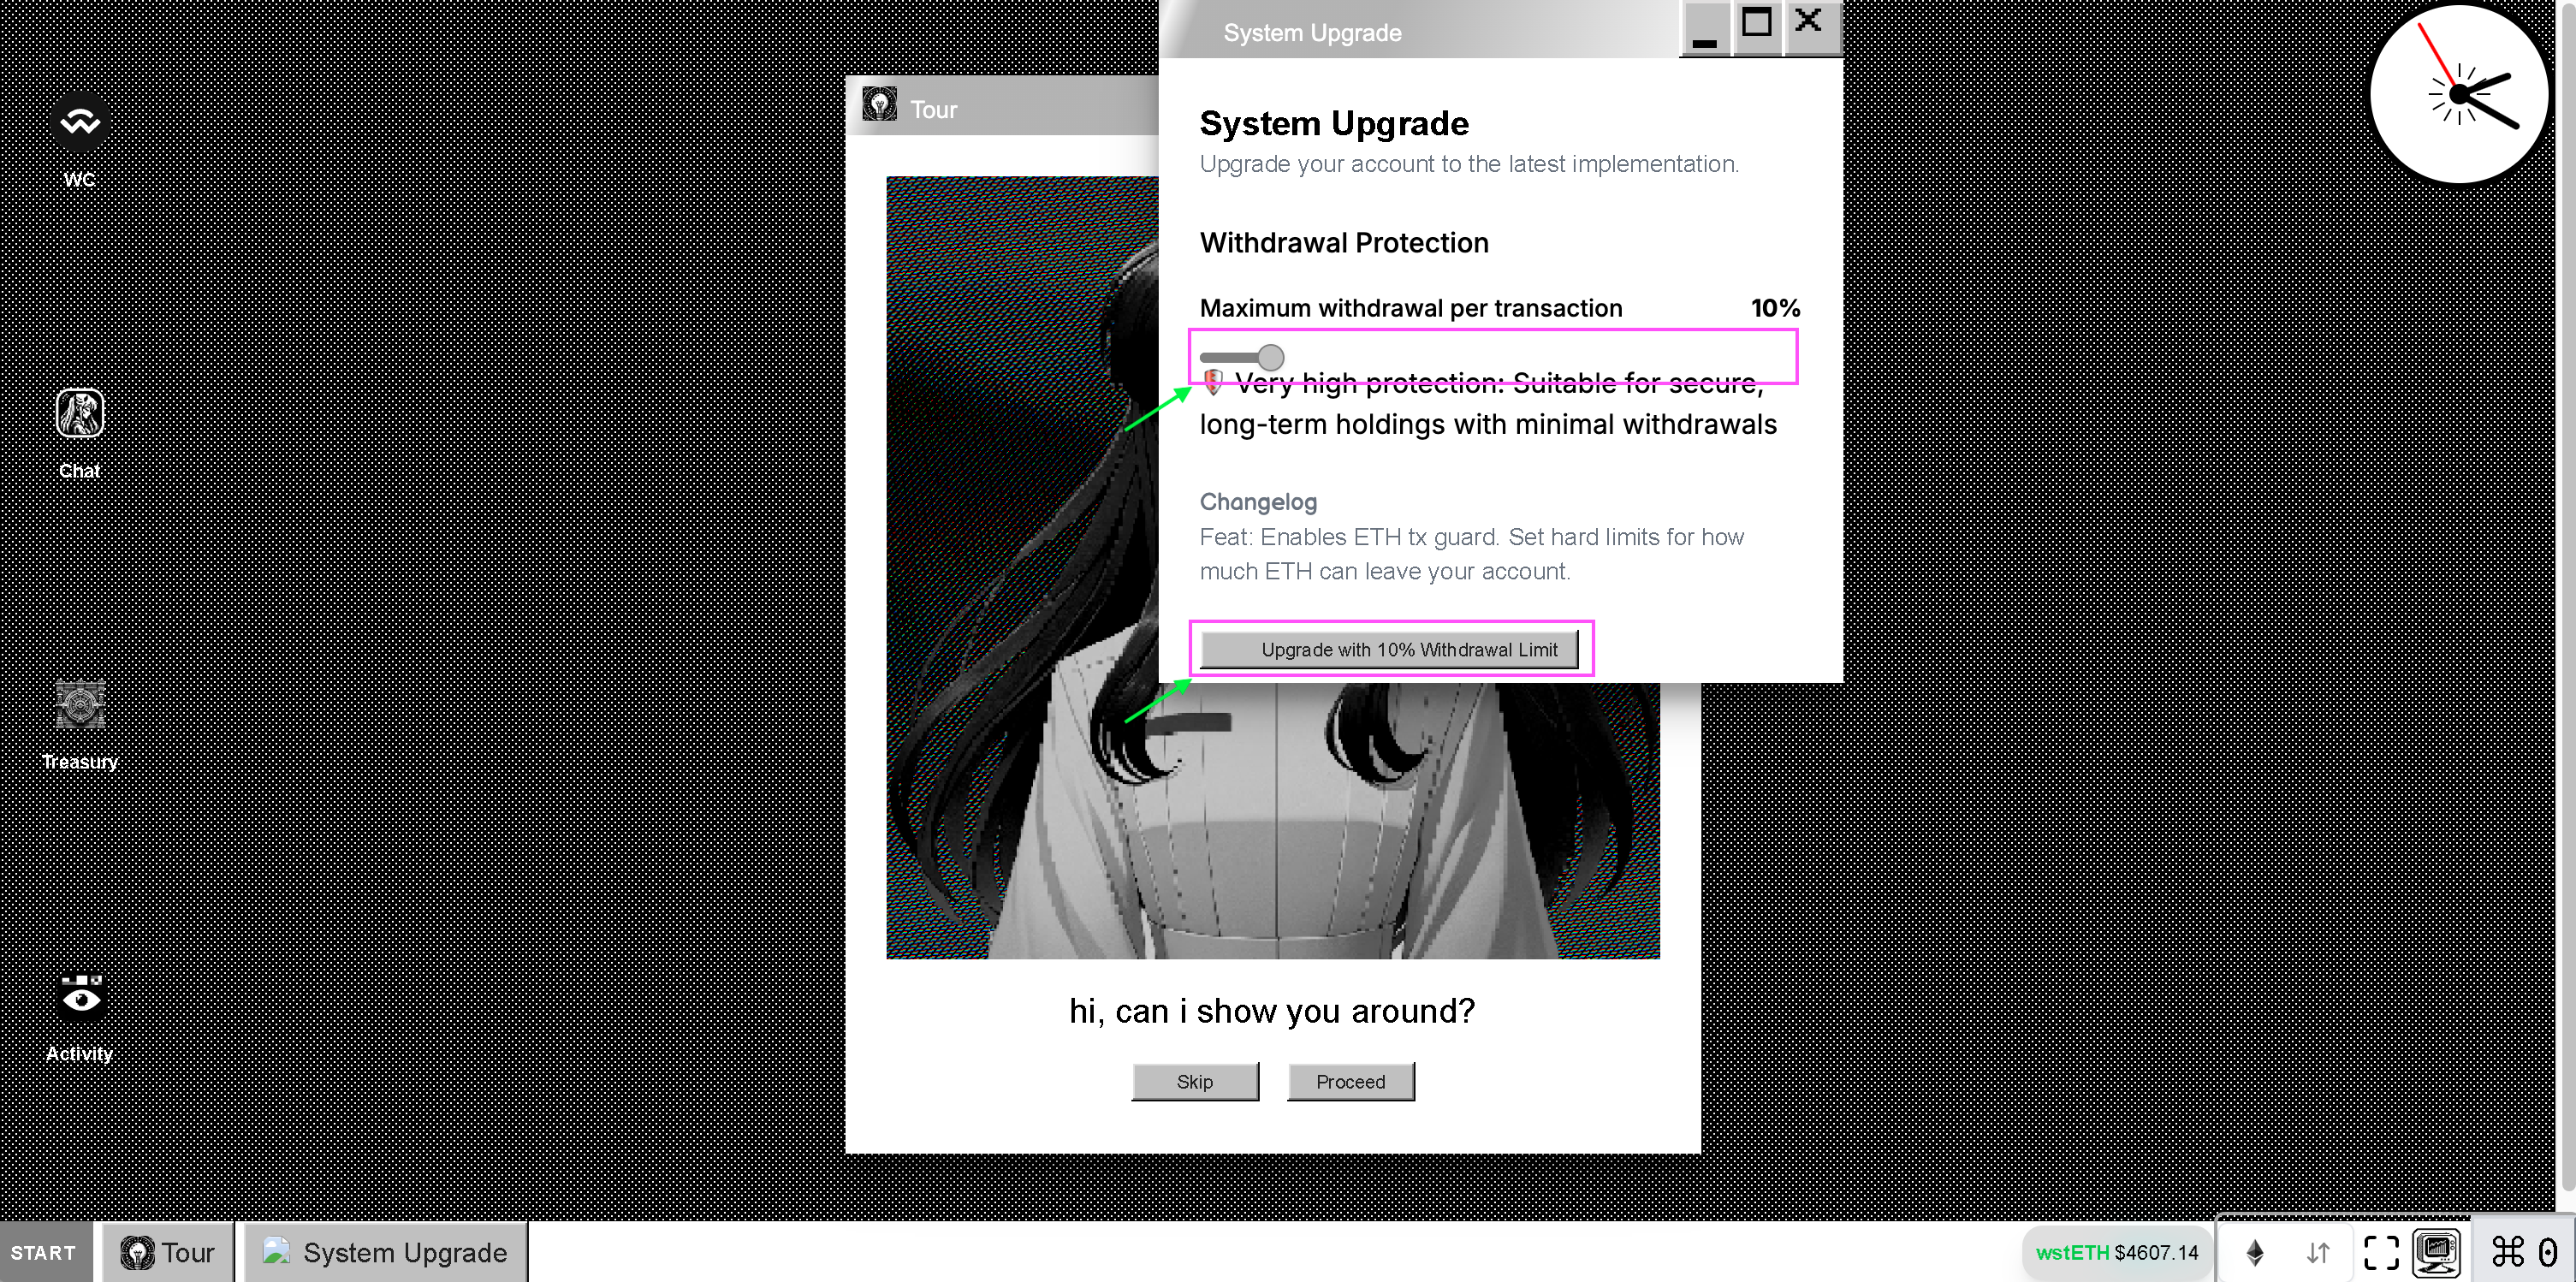 System Upgrade
System Upgrade
Upgrade your account to the latest implementation.
Withdrawal Protection
Maximum withdrawal per transaction 10%
Very high protection: Suitable for secure,
long-term holdings with minimal withdrawals
Changelog
Feat: Enables ETH tx guard. Set hard limits for how
much ETH can leave your account.
Upgrade with 10% Withdrawal Limit
Tour
hi, can i show you around?
Skip Proceed
WC
Chat
Treasury
Activity
START Tour System Upgrade wstETH $4607.14 ⌘ 0